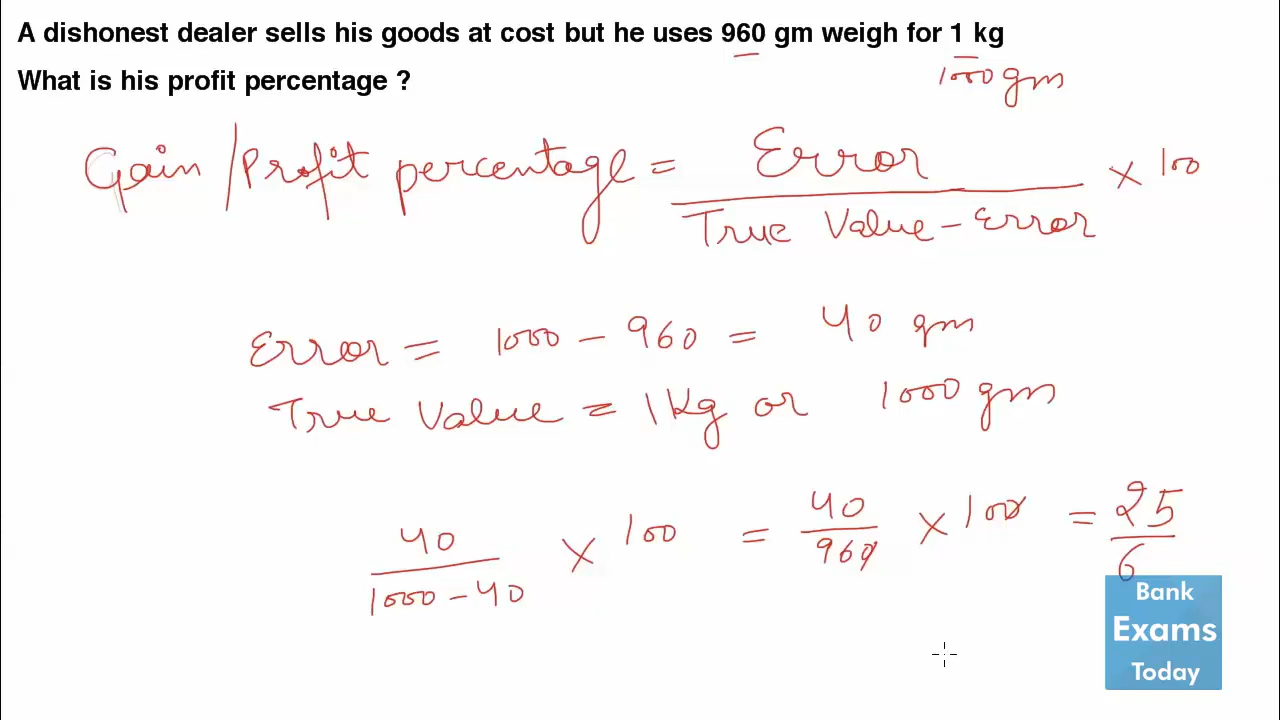 A dishonest dealer sells his goods at cost but he uses 960 gm weigh for 1 kg
1000 gm
What is his profit percentage ?
Gain /Profit percentage = Error / True Value - Error × 100
Error = 1000 - 960 = 40 gm
True Value = 1 kg or 1000 gm
40 / 1000 - 40 × 100 = 40 / 960 × 100 = 25 / 6
Bank
Exams
Today